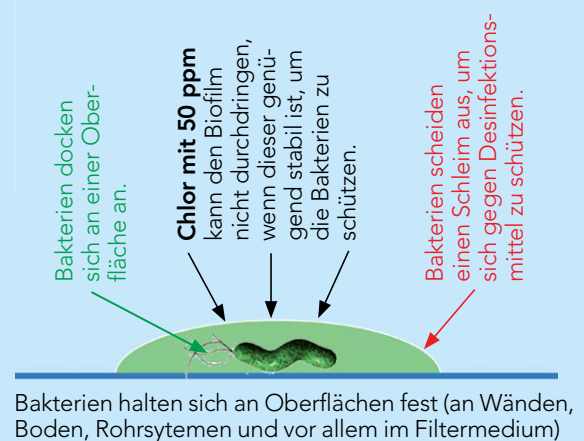 Bakterien docken
sich an einer Ober-
fläche an.
Chlor mit 50 ppm
kann den Biofilm
nicht durchdringen,
wenn dieser genü-
gend stabil ist, um
die Bakterien zu
schützen.
Bakterien scheiden
einen Schleim aus, um
sich gegen Desinfektions-
mittel zu schützen.
Bakterien halten sich an Oberflächen fest (an Wänden,
Boden, Rohrsytemen und vor allem im Filtermedium)